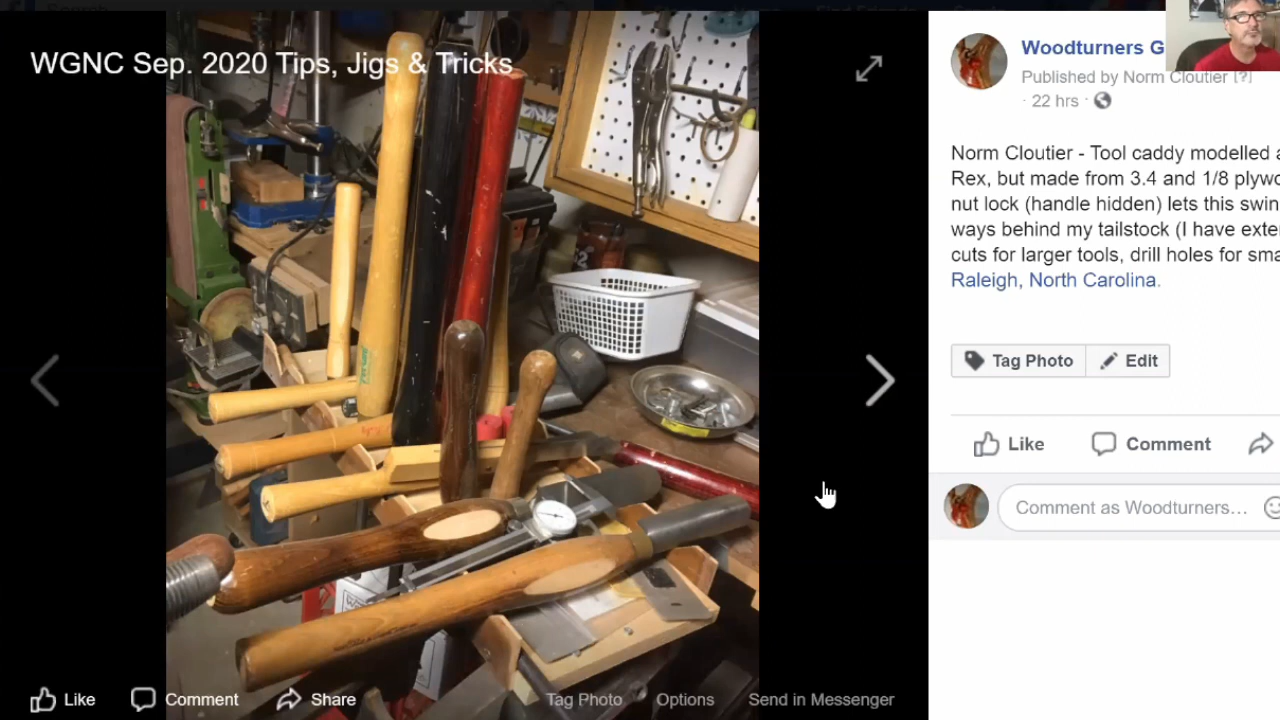 WGNC Sep. 2020 Tips, Jigs & Tricks
Woodturners G
Published by Norm Cloutier [?]
· 22 hrs ·
Norm Cloutier - Tool caddy modelled a
Rex, but made from 3.4 and 1/8 plywo
nut lock (handle hidden) lets this swin
ways behind my tailstock (I have exte
cuts for larger tools, drill holes for sma
Raleigh, North Carolina.
Tag Photo
Edit
Like
Comment
Comment as Woodturners...
Like
Comment
Share
Tag Photo
Options
Send in Messenger